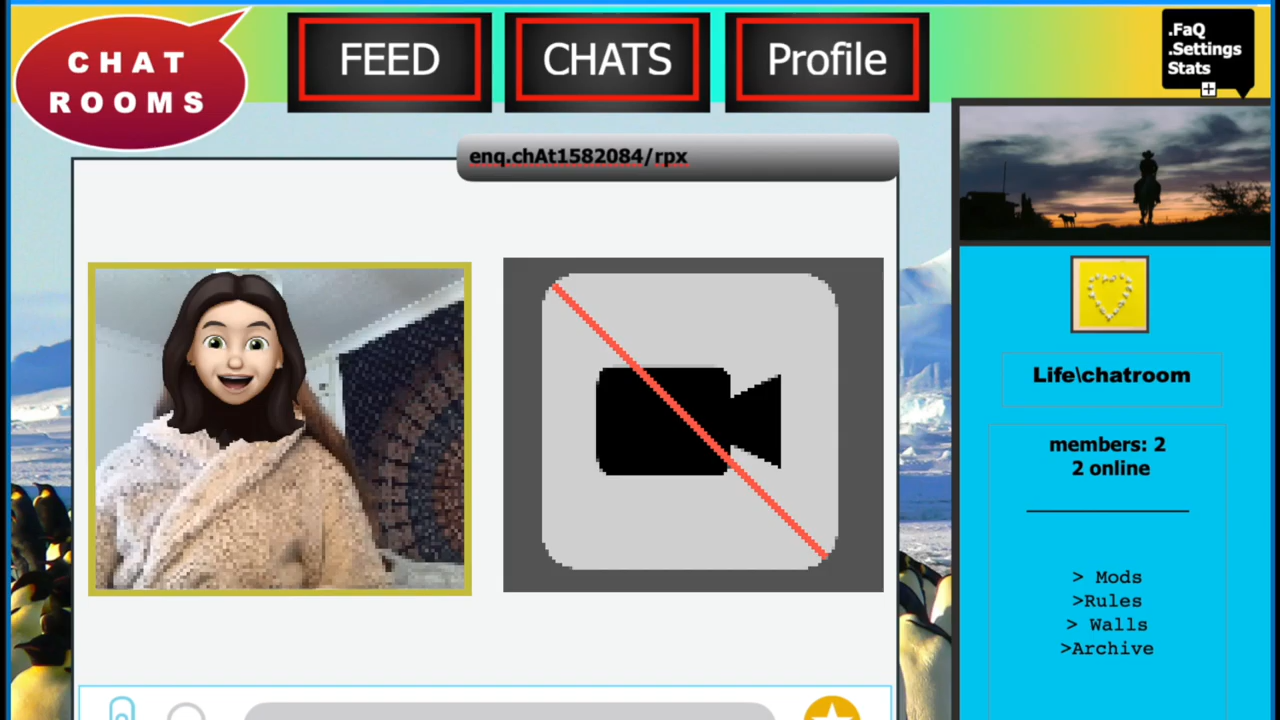 CHAT
ROOMS
FEED
CHATS
Profile
.FaQ
.Settings
Stats
enq.chAt1582084/rpx
Life\chatroom
members: 2
2 online
> Mods
>Rules
> Walls
>Archive